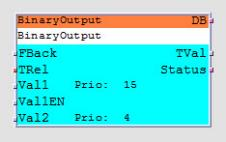 BinaryOutput DB
BinaryOutput
FBack TVal
TRel Status
Val1 Prio: 15
Val1EN
Val2 Prio: 4